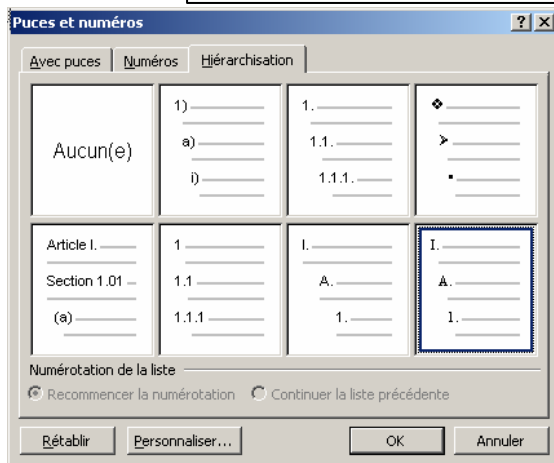 Puces et numéros
Avec puces Numéros Hiérarchisation
Aucun(e)
1)
a)
i)
1.
1.1.
1.1.1.
Article I.
Section 1.01
(a)
1
1.1
1.1.1
I.
A.
1.
I.
A.
1.
Numérotation de la liste
Recommencer la numérotation Continuer la liste précédente
Rétablir Personnaliser... OK Annuler